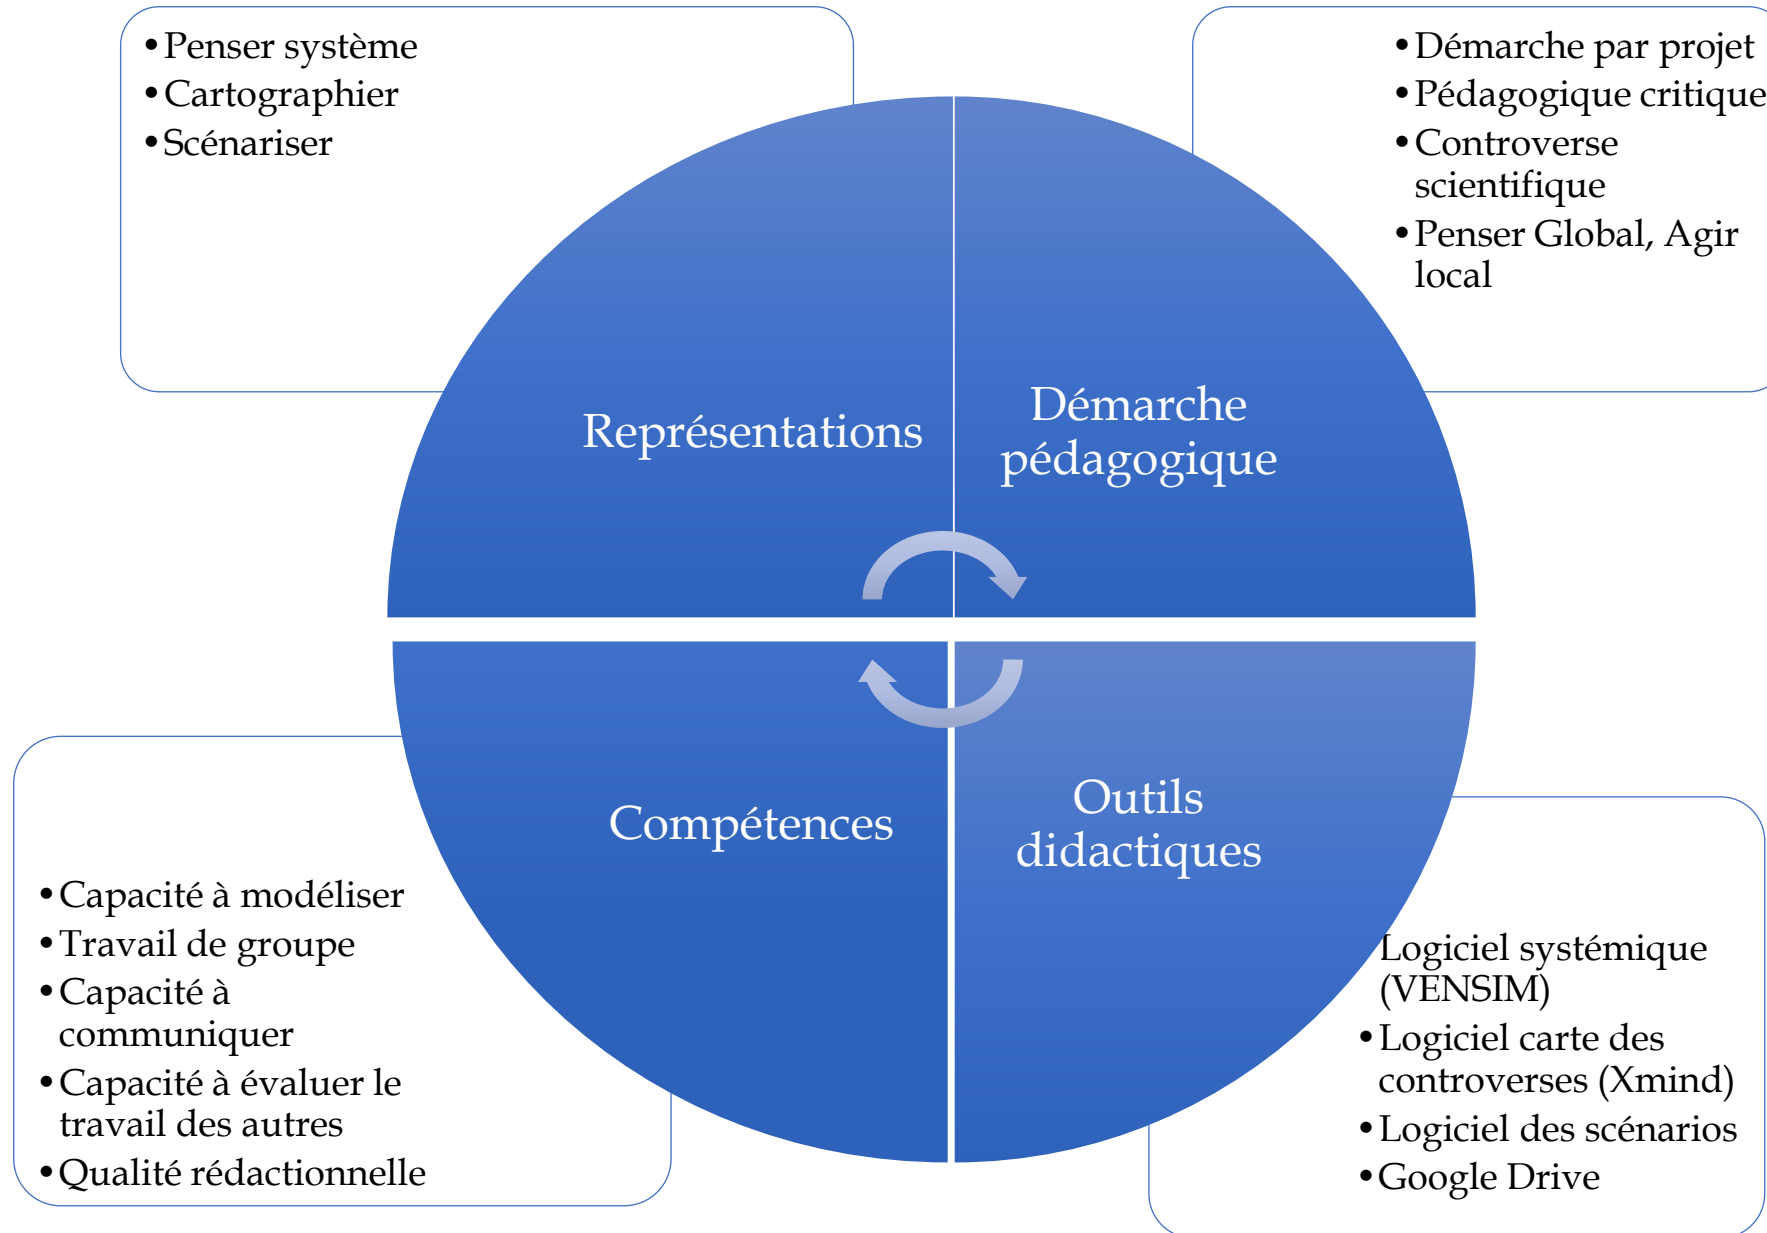 •Penser système
•Cartographier
•Scénariser
•Démarche par projet
•Pédagogique critique
•Controverse
scientifique
•Penser Global, Agir
local
Représentations
Démarche
pédagogique
Compétences
Outils
didactiques
•Capacité à modéliser
•Travail de groupe
•Capacité à
communiquer
•Capacité à évaluer le
travail des autres
•Qualité rédactionnelle
Logiciel systémique
(VENSIM)
•Logiciel carte des
controverses (Xmind)
•Logiciel des scénarios
•Google Drive